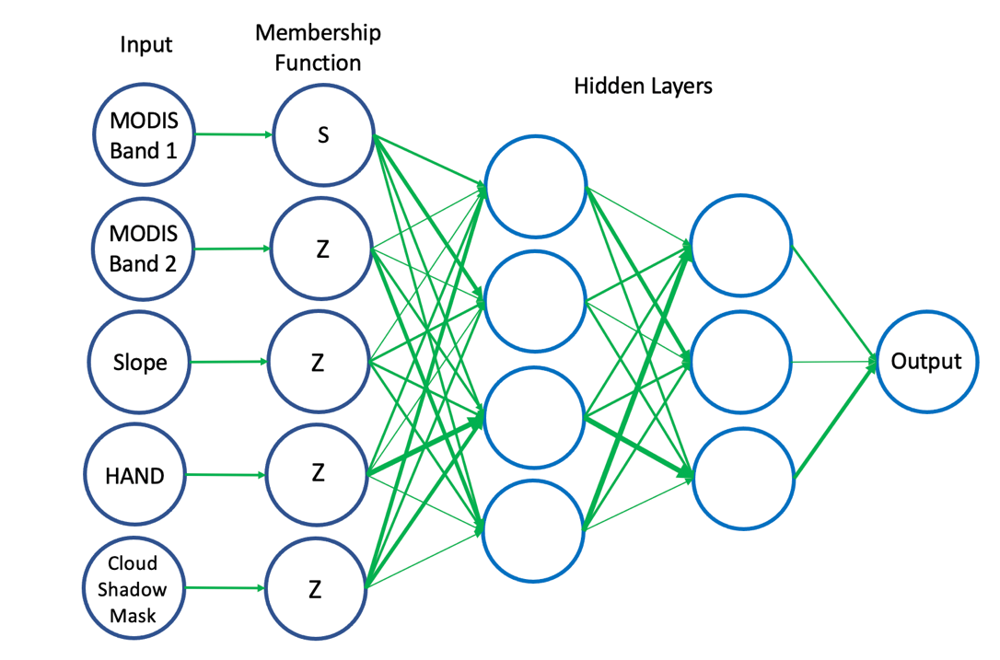 Input
Membership
Function
Hidden Layers
MODIS
Band 1
S
MODIS
Band 2
Z
Slope
Z
Output
HAND
Z
Cloud
Shadow
Mask
Z